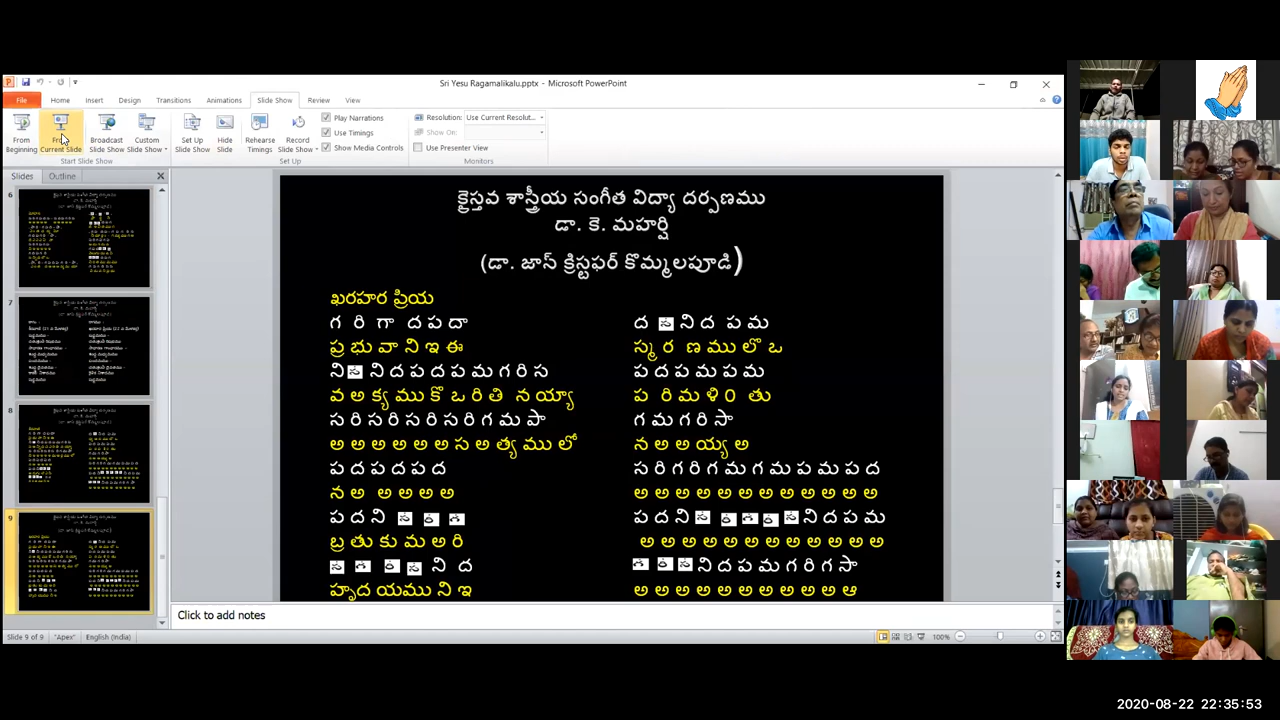 Sri Yesu Ragamalikalu.pptx - Microsoft PowerPoint
File Home Insert Design Transitions Animations Slide Show Review View
From Beginning
From Current Slide
Broadcast Slide Show
Custom Slide Show
Start Slide Show
Set Up Slide Show
Hide Slide
Rehearse Timings
Record Slide Show
Set Up
Play Narrations
Use Timings
Show Media Controls
Resolution: Use Current Resolut...
Show On:
Use Presenter View
Monitors
Slides Outline
6
7
8
9
క్రైస్తవ శాస్త్రీయ సంగీత విద్యా దర్పణము
డా. కె. మహర్షి
(డా. జాస్ క్రిస్టఫర్ కొమ్మలపూడి)
ఖరహర ప్రియ
గ రి గా ద ప దా
ప్ర భు వా ని ఇ ఈ
ని స ని ద ప ద ప మ గ రి స
వ అ క్య ము కొ ఒ రి తి న య్యా
స రి స రి స రి స రి గ మ పా
అ అ అ అ అ అ స అ త్య ము లో
ప ద ప ద ప ద
న అ అ అ అ అ
ప ద ని స రి గ
బ్ర తు కు మ అ రి
స గ రి స ని ద
హృ ద య ము ని ఇ
ద స ని ద ప మ
స్మ ర ణ ము లొ ఒ
ప ద ప మ ప మ
ప రి మ ళి 0 తు
గ మ గ రి సా
న అ అ య్య అ
స రి గ రి గ మ గ మ ప మ ప ద
అ అ అ అ అ అ అ అ అ అ అ అ
ప ద ని స రి గ రి స ని ద ప మ
అ అ అ అ అ అ అ అ అ అ అ అ
గ రి స ని ద ప మ గ రి గ సా
అ అ అ అ అ అ అ అ అ అ ఆ
Click to add notes
Slide 9 of 9 "Apex" English (India) 100%
2020-08-22 22:35:53